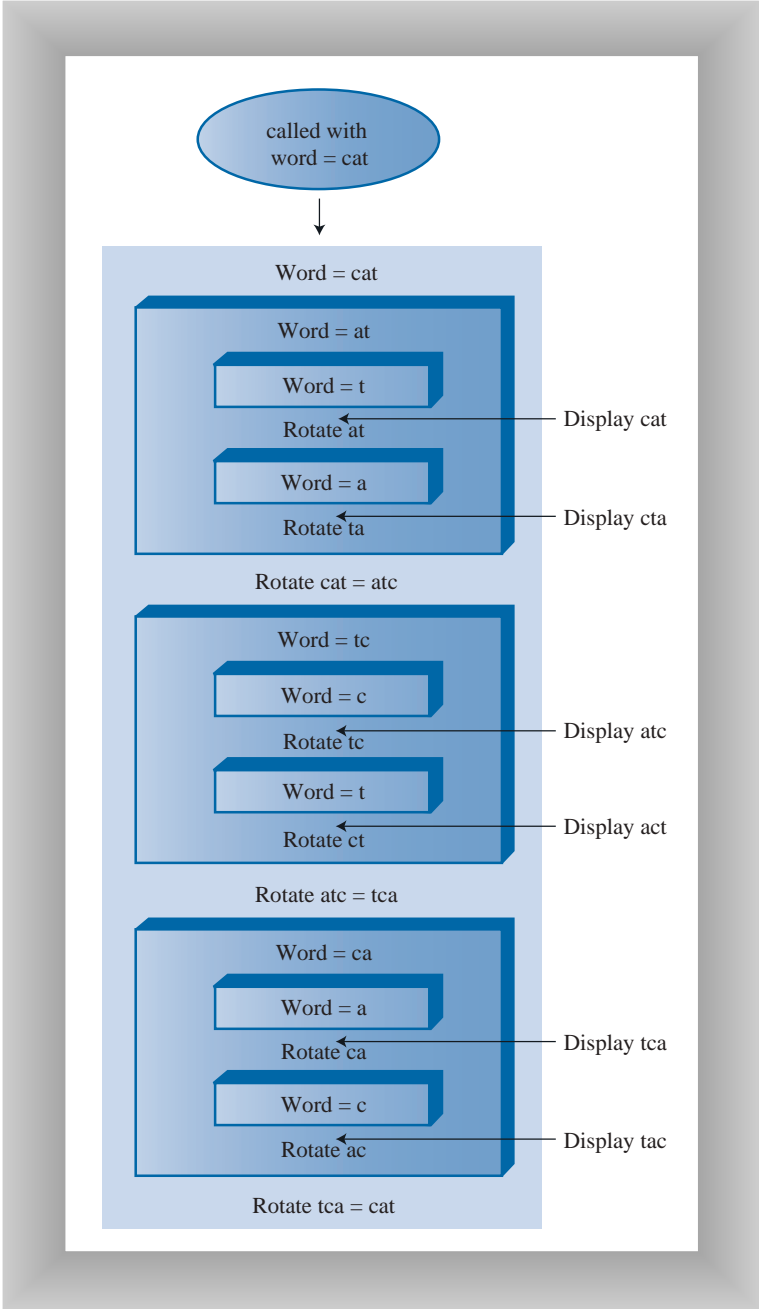 called with
word = cat
Word = cat
Word = at
Word = t
Display cat
Rotate at
Word = a
Display cta
Rotate ta
Rotate cat = atc
Word = tc
Word = c
Display atc
Rotate tc
Word = t
Display act
Rotate ct
Rotate atc = tca
Word = ca
Word = a
Display tca
Rotate ca
Word = c
Display tac
Rotate ac
Rotate tca = cat